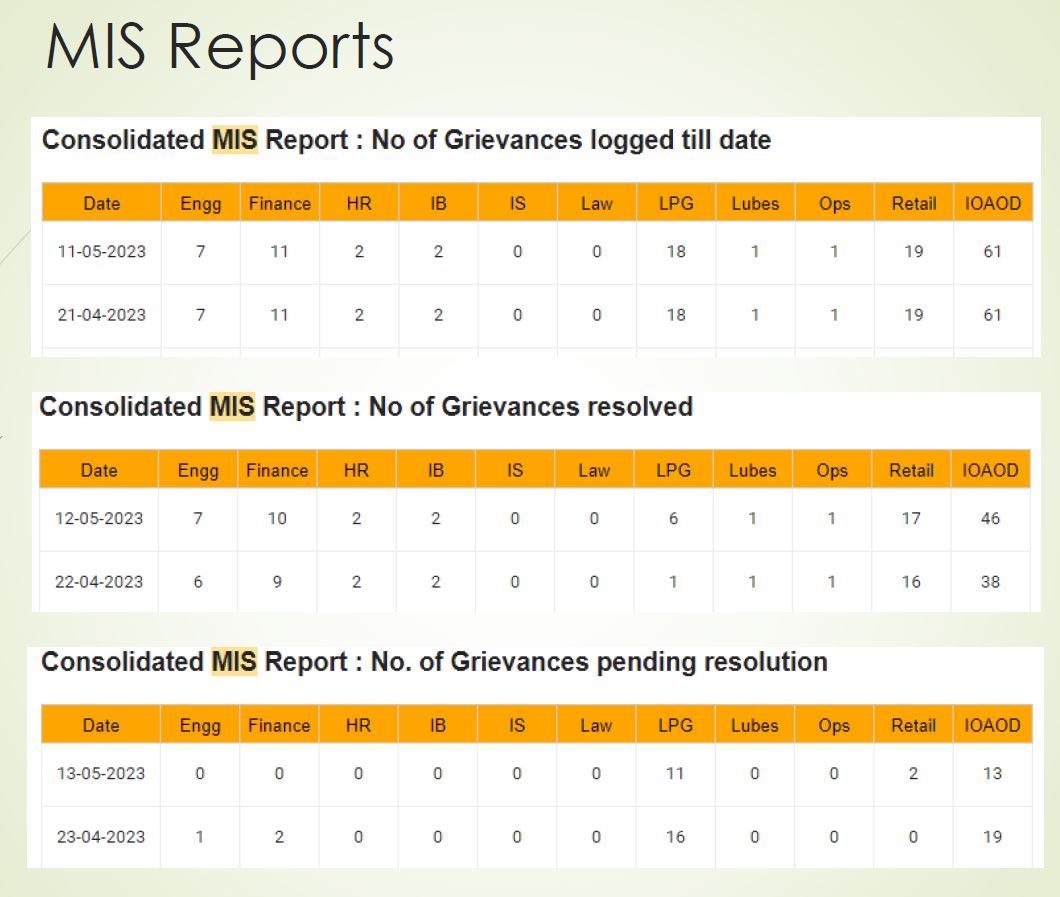 MIS Reports
Consolidated MIS Report : No of Grievances logged till date
Date Engg Finance HR IB IS Law LPG Lubes Ops Retail IOAOD
11-05-2023 7 11 2 2 0 0 18 1 1 19 61
21-04-2023 7 11 2 2 0 0 18 1 1 19 61
Consolidated MIS Report : No of Grievances resolved
Date Engg Finance HR IB IS Law LPG Lubes Ops Retail IOAOD
12-05-2023 7 10 2 2 0 0 6 1 1 17 46
22-04-2023 6 9 2 2 0 0 1 1 1 16 38
Consolidated MIS Report : No. of Grievances pending resolution
Date Engg Finance HR IB IS Law LPG Lubes Ops Retail IOAOD
13-05-2023 0 0 0 0 0 0 11 0 0 2 13
23-04-2023 1 2 0 0 0 0 16 0 0 0 19